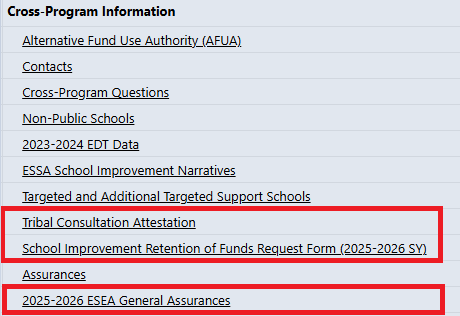 Cross-Program Information
Alternative Fund Use Authority (AFUA)
Contacts
Cross-Program Questions
Non-Public Schools
2023-2024 EDT Data
ESSA School Improvement Narratives
Targeted and Additional Targeted Support Schools
Tribal Consultation Attestation
School Improvement Retention of Funds Request Form (2025-2026 SY)
Assurances
2025-2026 ESEA General Assurances